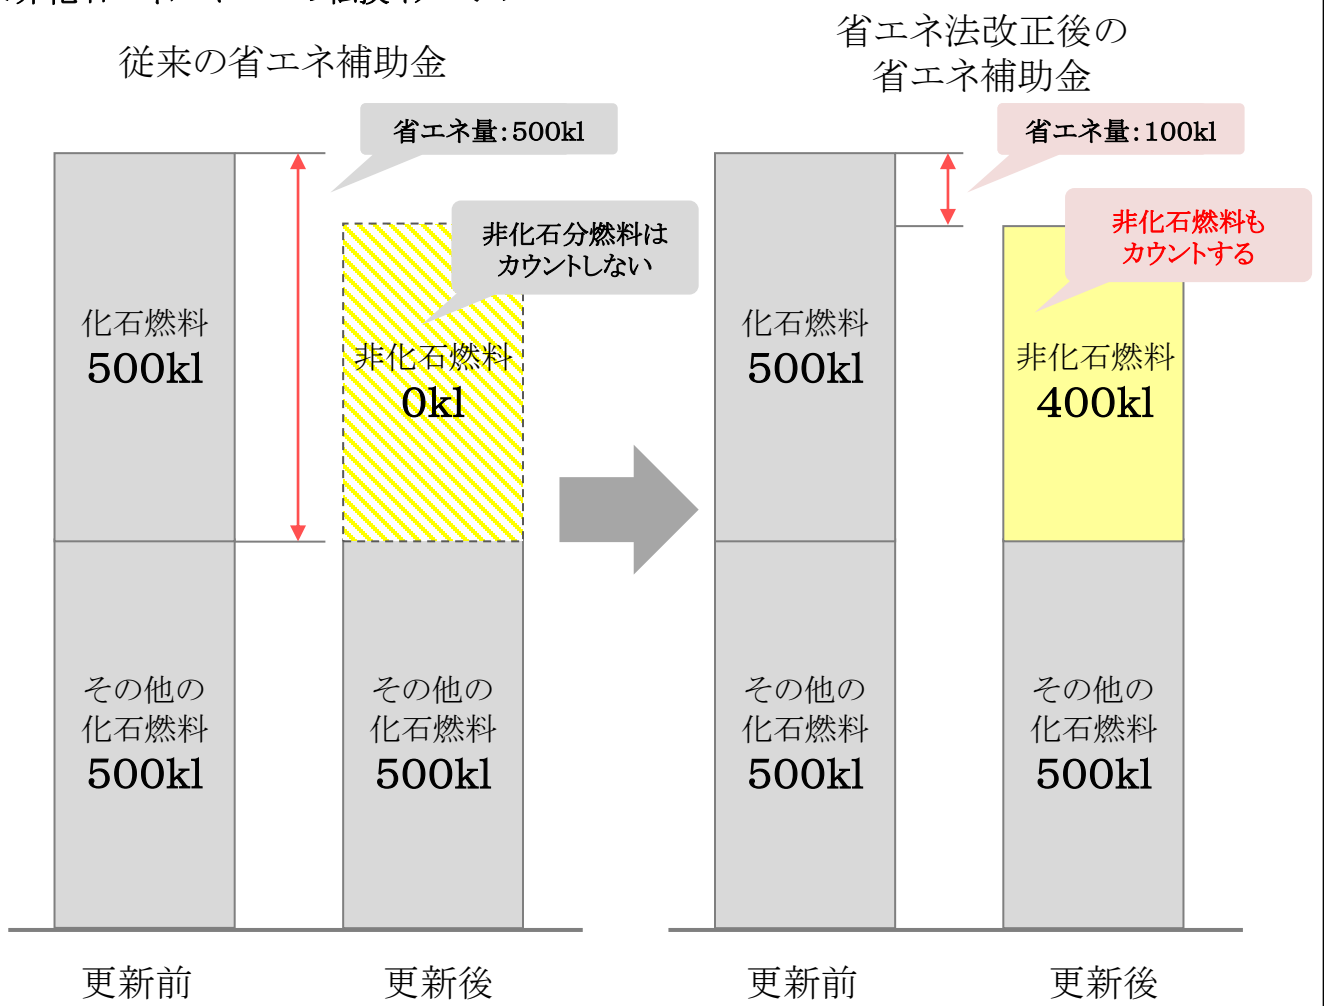 従来の省エネ補助金
省エネ量:500kl
化石燃料
500kl
非化石分燃料は
カウントしない
非化石燃料
0kl
その他の
化石燃料
500kl
その他の
化石燃料
500kl
更新前
更新後
省エネ法改正後の
省エネ補助金
省エネ量:100kl
化石燃料
500kl
非化石燃料も
カウントする
非化石燃料
400kl
その他の
化石燃料
500kl
その他の
化石燃料
500kl
更新前
更新後